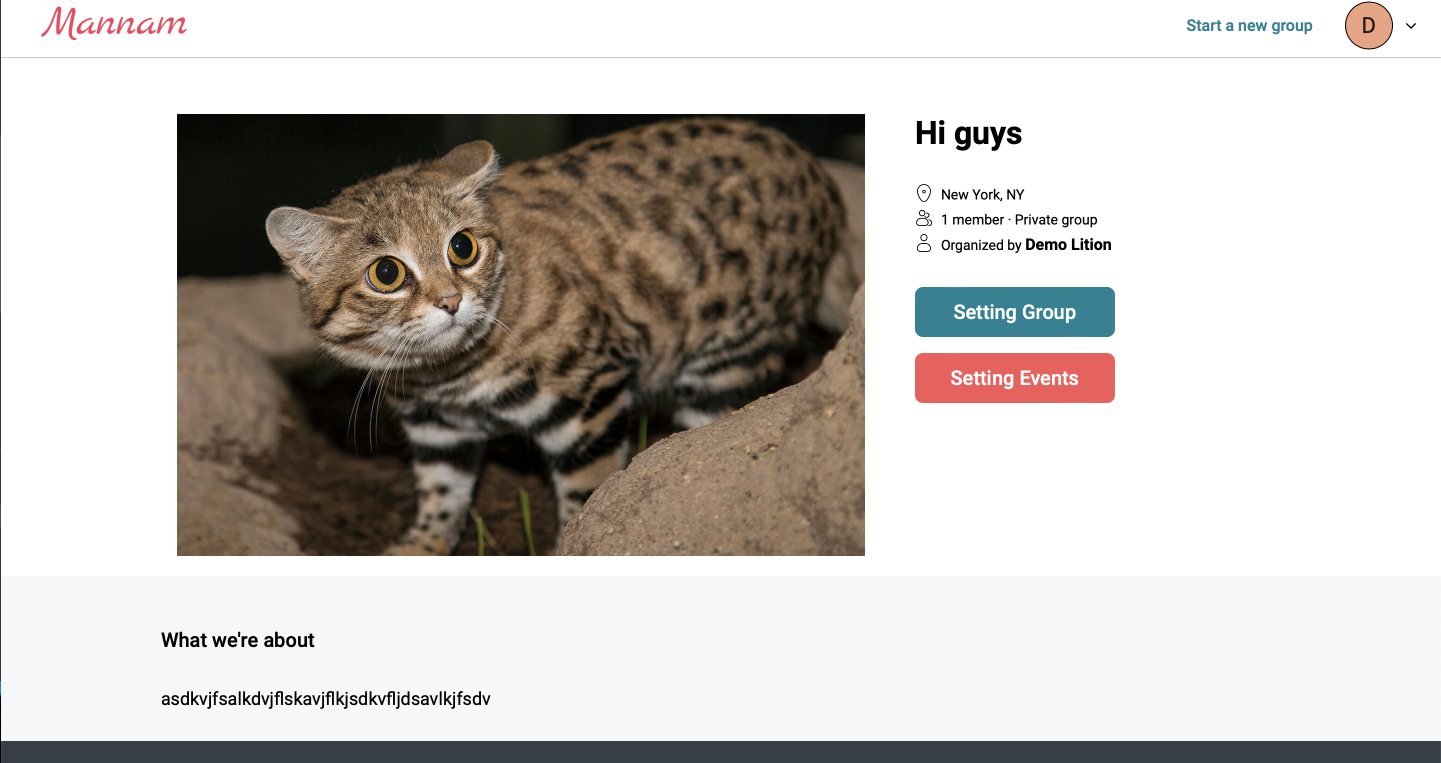 Mannam
Start a new group
D
Hi guys
New York, NY
1 member · Private group
Organized by Demo Lition
Setting Group
Setting Events
What we're about
asdkvjfsalkdvjflskavjflkjsdkvfljdsavlkjfsdv